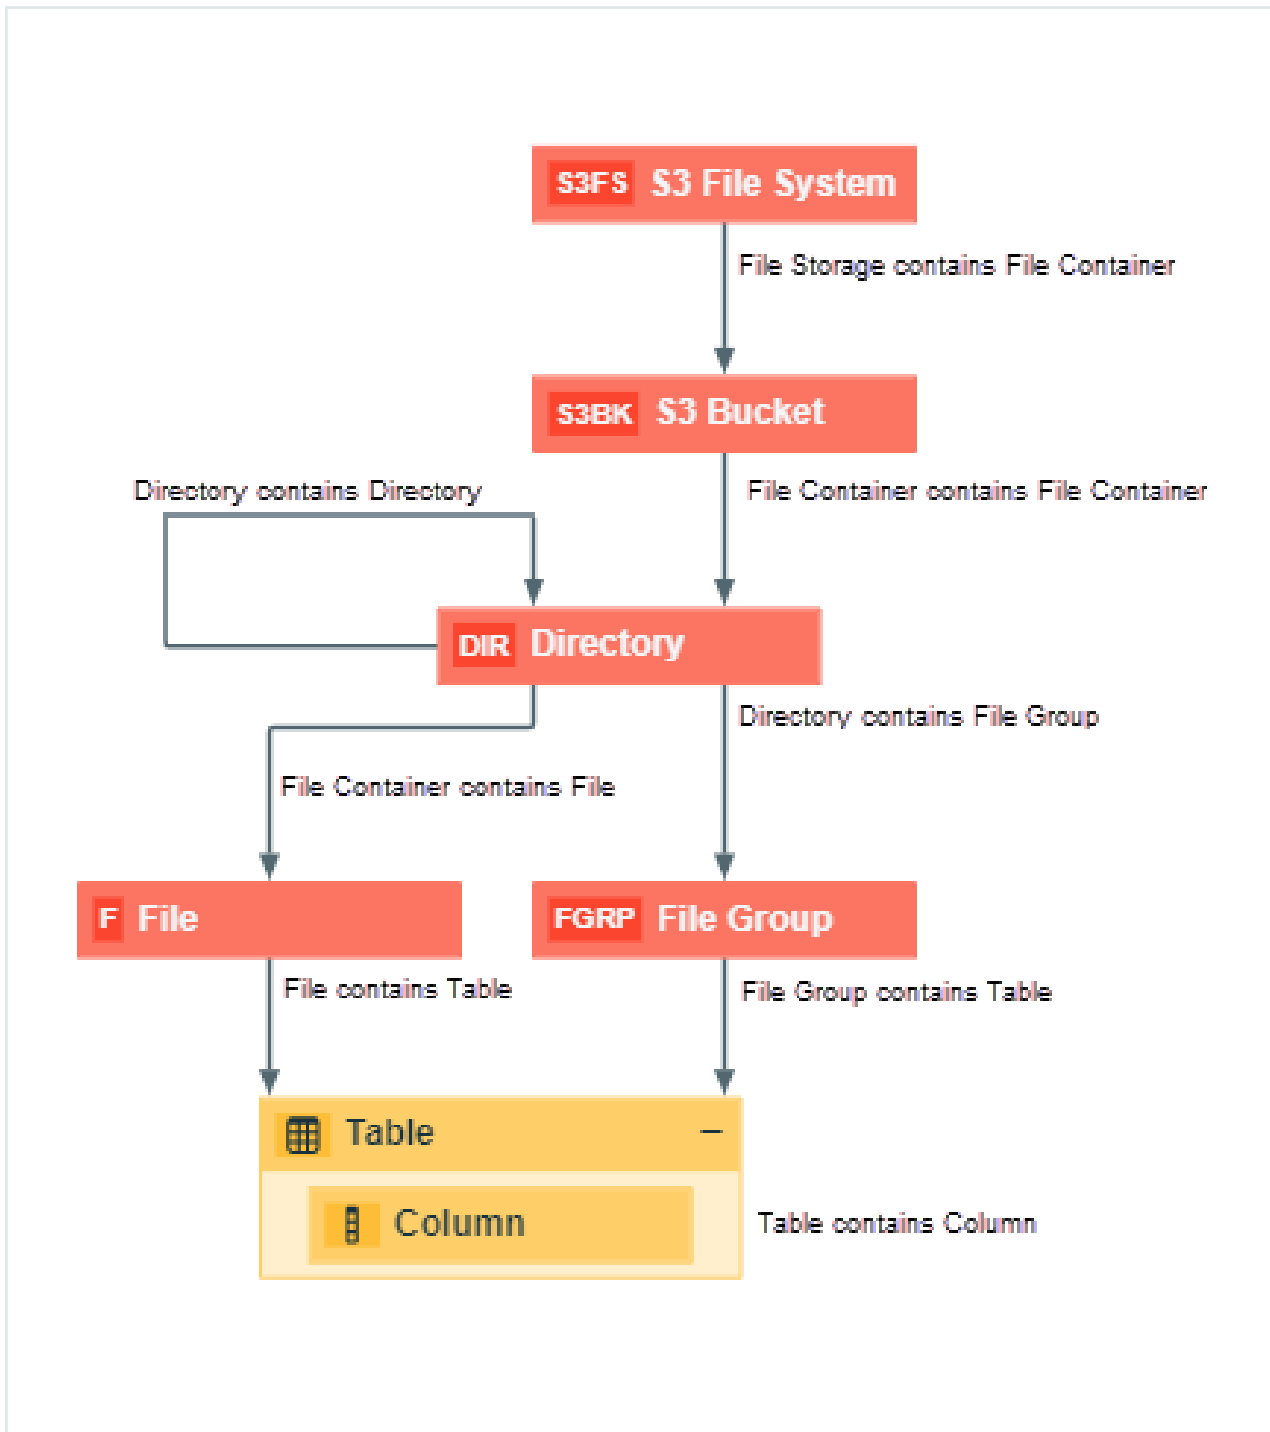 S3FS S3 File System
File Storage contains File Container
S3BK S3 Bucket
Directory contains Directory
File Container contains File Container
DIR Directory
Directory contains File Group
File Container contains File
F File
FGRP File Group
File contains Table
File Group contains Table
Table
Column
Table contains Column